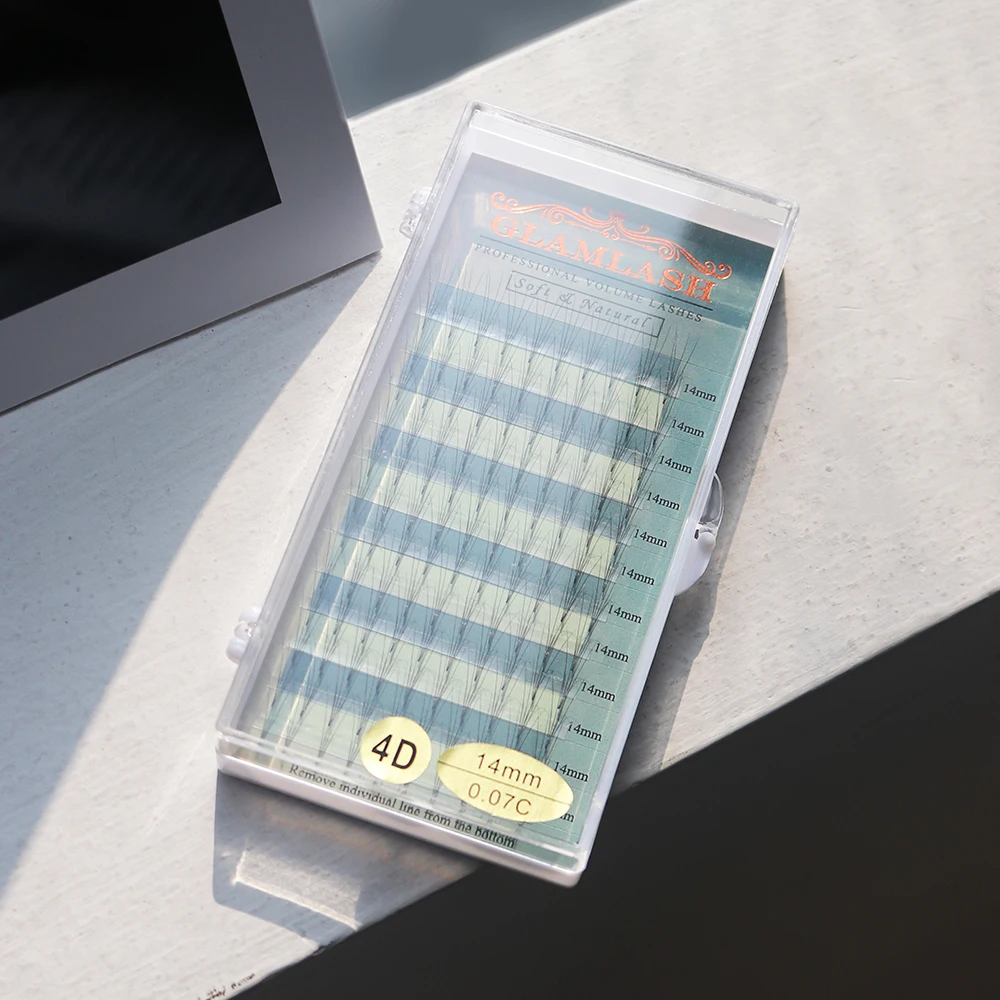 GLAMLASH
PROFESSIONAL VOLUME LASHES
Soft & Natural
14mm
14mm
14mm
14mm
14mm
14mm
14mm
14mm
14mm
14mm
14mm
4D
14mm
0.07C
Remove individual line from the bottom